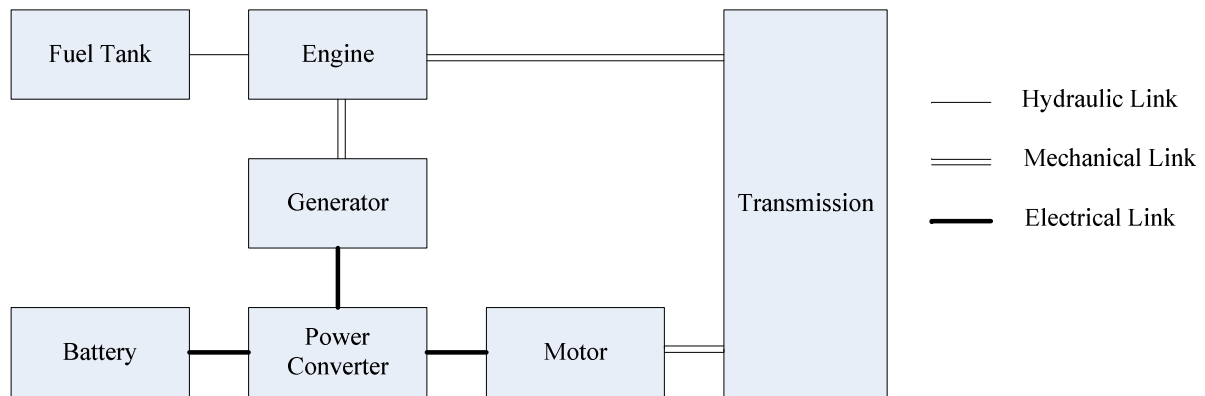 Fuel Tank
Engine
Hydraulic Link
Mechanical Link
Generator
Transmission
Electrical Link
Battery
Power
Converter
Motor